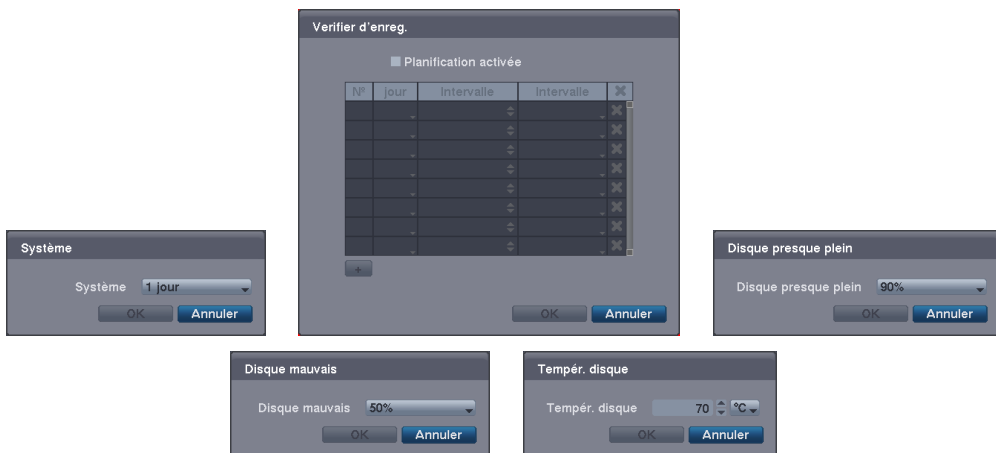 Verifier d'enreg.
Planification activée
N° jour Intervalle Intervalle
+
OK Annuler
Système
Système 1 jour
OK Annuler
Disque presque plein
Disque presque plein 90%
OK Annuler
Disque mauvais
Disque mauvais 50%
OK Annuler
Tempér. disque
Tempér. disque 70 °C
OK Annuler